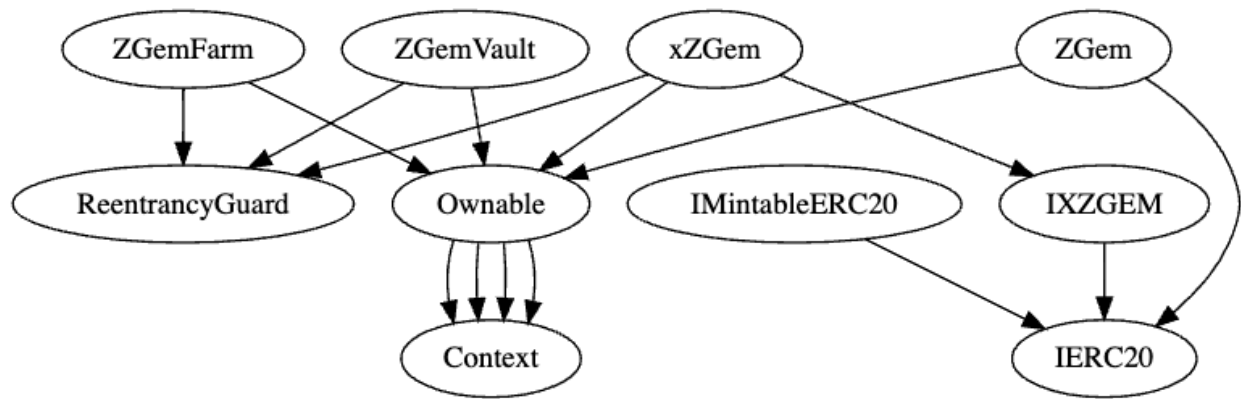 ZGemFarm
ZGemVault
xZGem
ZGem
ReentrancyGuard
Ownable
IMintableERC20
IXZGEM
Context
IERC20